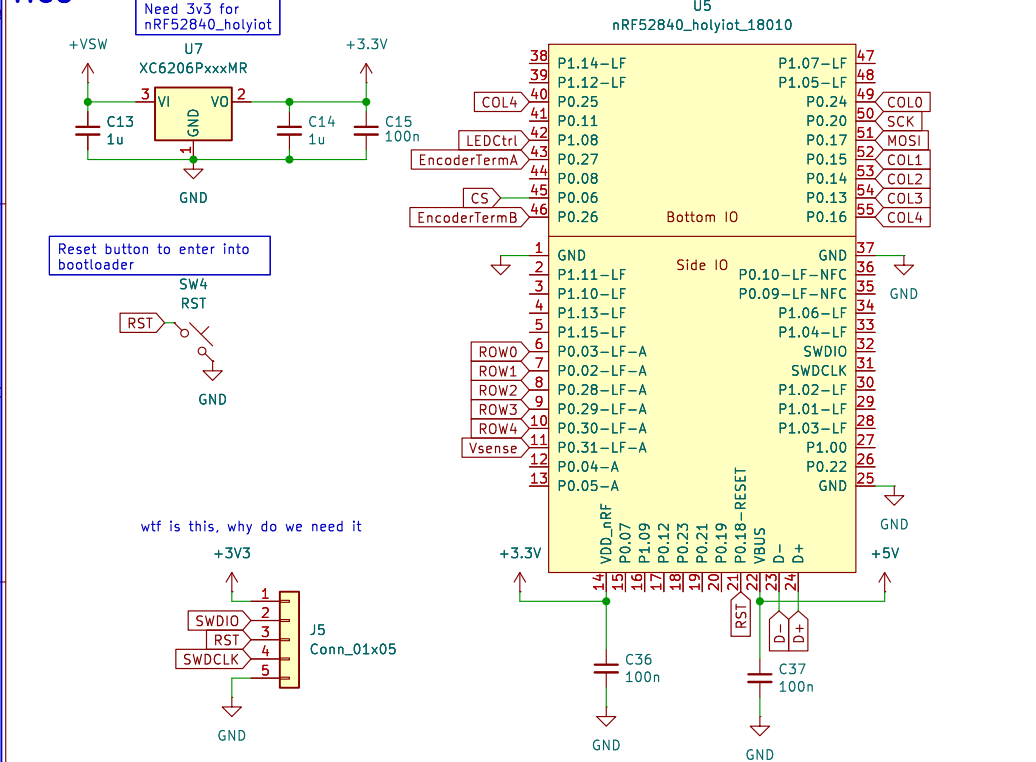 Need 3v3 for
nRF52840_holyiot
+VSW
U7
XC6206PxxxMR
+3.3V
3
VI
VO
2
GND
1
C13
1u
C14
1u
C15
100n
GND
Reset button to enter into
bootloader
SW4
RST
RST
GND
wtf is this, why do we need it
+3V3
1
SWDIO
2
RST
3
SWDCLK
4
5
J5
Conn_01x05
GND
U5
nRF52840_holyiot_18010
38 P1.14-LF
39 P1.12-LF
COL4 40 P0.25
41 P0.11
LEDCtrl 42 P1.08
EncoderTermA 43 P0.27
44 P0.08
CS 45 P0.06
EncoderTermB 46 P0.26
P1.07-LF 47
P1.05-LF 48
P0.24 49 COL0
P0.20 50 SCK
P0.17 51 MOSI
P0.15 52 COL1
P0.14 53 COL2
P0.13 54 COL3
P0.16 55 COL4
Bottom IO
Side IO
1 GND
2 P1.11-LF
3 P1.10-LF
4 P1.13-LF
5 P1.15-LF
ROW0 6 P0.03-LF-A
ROW1 7 P0.02-LF-A
ROW2 8 P0.28-LF-A
ROW3 9 P0.29-LF-A
ROW4 10 P0.30-LF-A
Vsense 11 P0.31-LF-A
12 P0.04-A
13 P0.05-A
GND 37
GND
P0.10-LF-NFC 36
P0.09-LF-NFC 35
P1.06-LF 34
P1.04-LF 33
SWDIO 32
SWDCLK 31
P1.02-LF 30
P1.01-LF 29
P1.03-LF 28
P1.00 27
P0.22 26
GND 25
GND
VDD_nRF 14
P0.07 15
P1.09 16
P0.12 17
P0.23 18
P0.21 19
P0.19 20
P0.18-RESET 21
VBUS 22
D- 23
D+ 24
+3.3V
+5V
RST
D-
D+
C36
100n
GND
C37
100n
GND